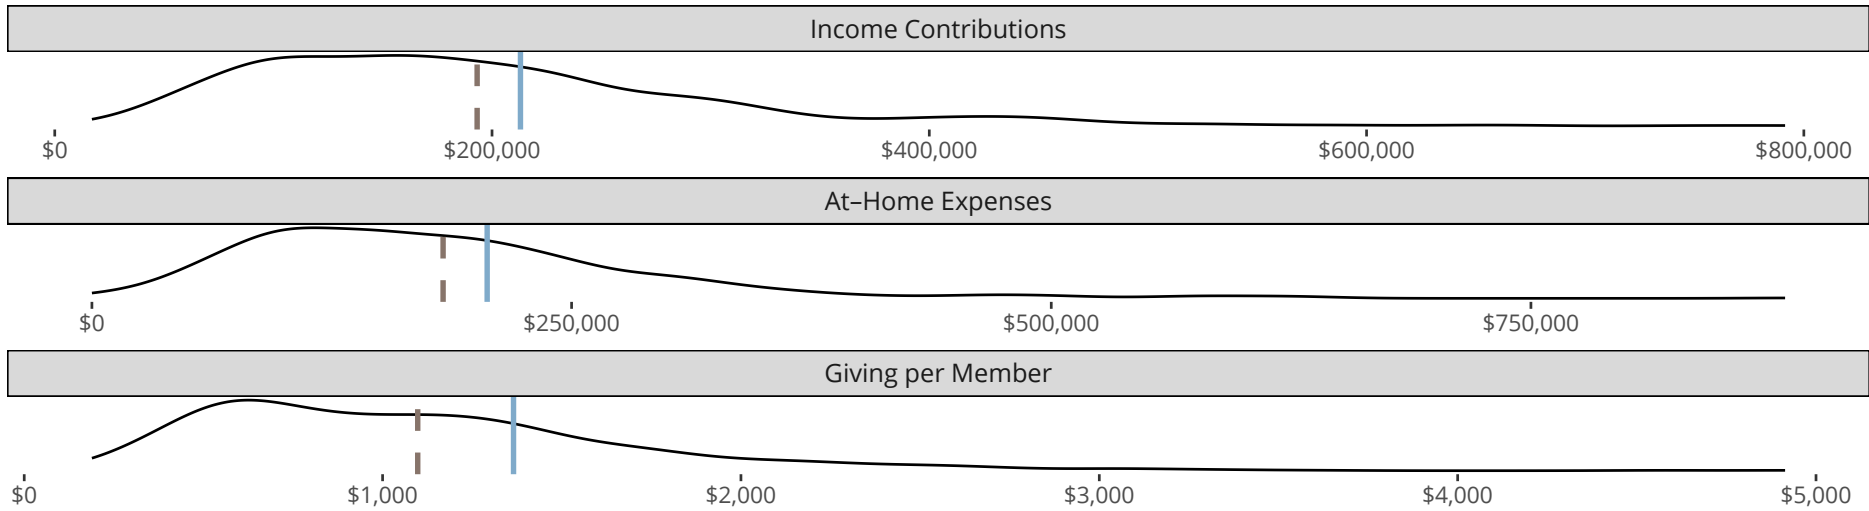 Income Contributions
$0 $200,000 $400,000 $600,000 $800,000
At–Home Expenses
$0 $250,000 $500,000 $750,000
Giving per Member
$0 $1,000 $2,000 $3,000 $4,000 $5,000